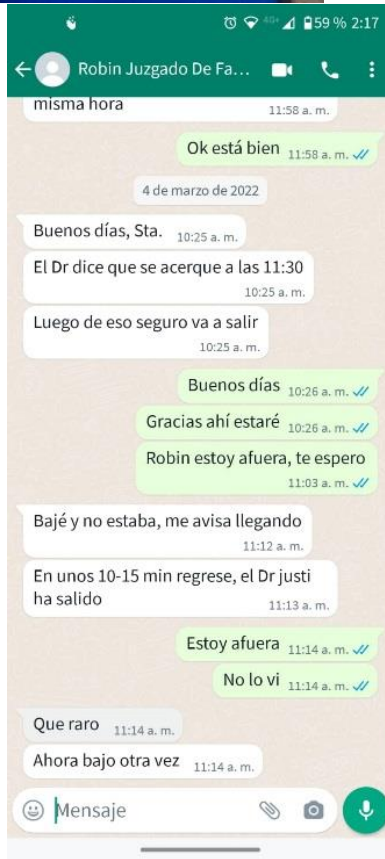 4G+ 59 % 2:17
Robin Juzgado De Fa...
misma hora
11:58 a. m.
Ok está bien 11:58 a. m.
4 de marzo de 2022
Buenos días, Sta. 10:25 a. m.
El Dr dice que se acerque a las 11:30
10:25 a. m.
Luego de eso seguro va a salir
10:25 a. m.
Buenos días 10:26 a. m.
Gracias ahí estaré 10:26 a. m.
Robin estoy afuera, te espero
11:03 a. m.
Bajé y no estaba, me avisa llegando
11:12 a. m.
En unos 10-15 min regrese, el Dr justi
ha salido 11:13 a. m.
Estoy afuera 11:14 a. m.
No lo vi 11:14 a. m.
Que raro 11:14 a. m.
Ahora bajo otra vez 11:14 a. m.
Mensaje